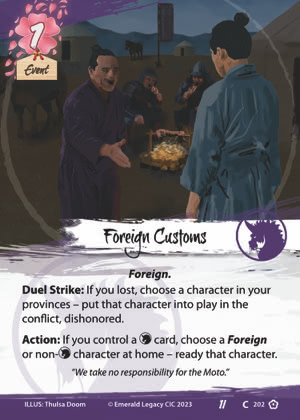 1
Event
Foreign Customs
Foreign.
Duel Strike: If you lost, choose a character in your
provinces – put that character into play in the
conflict, dishonored.
Action: If you control a card, choose a Foreign
or non- character at home – ready that character.
“We take no responsibility for the Moto.”
ILLUS: Thulsa Doom © Emerald Legacy CIC 2023 C 202